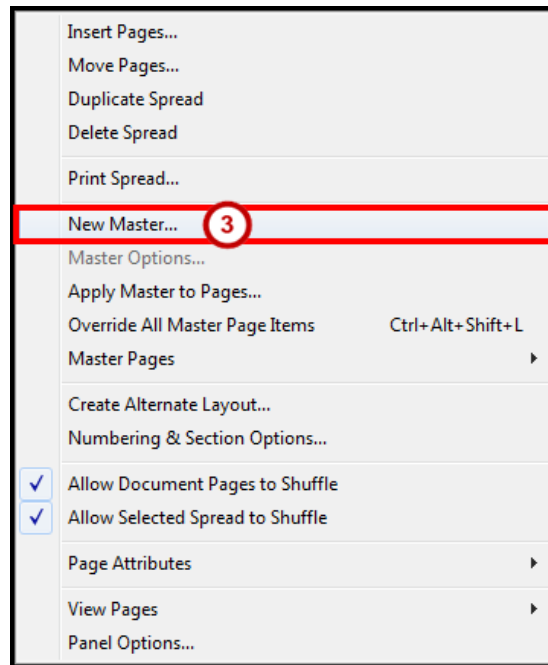 Insert Pages...
Move Pages...
Duplicate Spread
Delete Spread
Print Spread...
New Master... 3
Master Options...
Apply Master to Pages...
Override All Master Page Items Ctrl+Alt+Shift+L
Master Pages
Create Alternate Layout...
Numbering & Section Options...
Allow Document Pages to Shuffle
Allow Selected Spread to Shuffle
Page Attributes
View Pages
Panel Options...